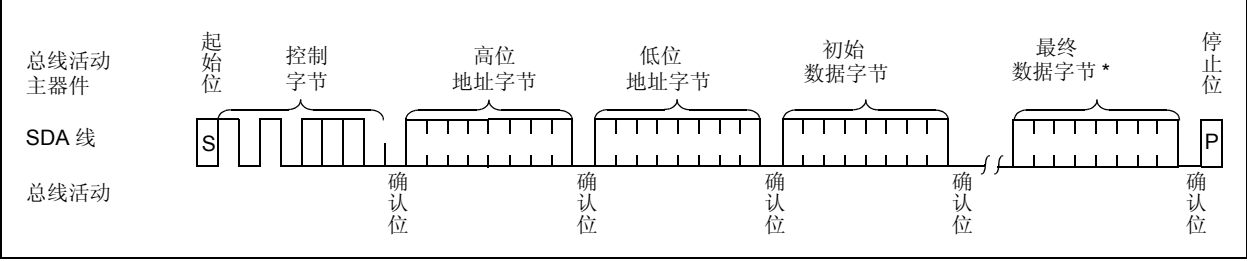 总线活动
主器件
起始位
控制
字节
高位
地址字节
低位
地址字节
初始
数据字节
最终
数据字节 *
停止位
SDA 线
S
P
总线活动
确认位
确认位
确认位
确认位
确认位